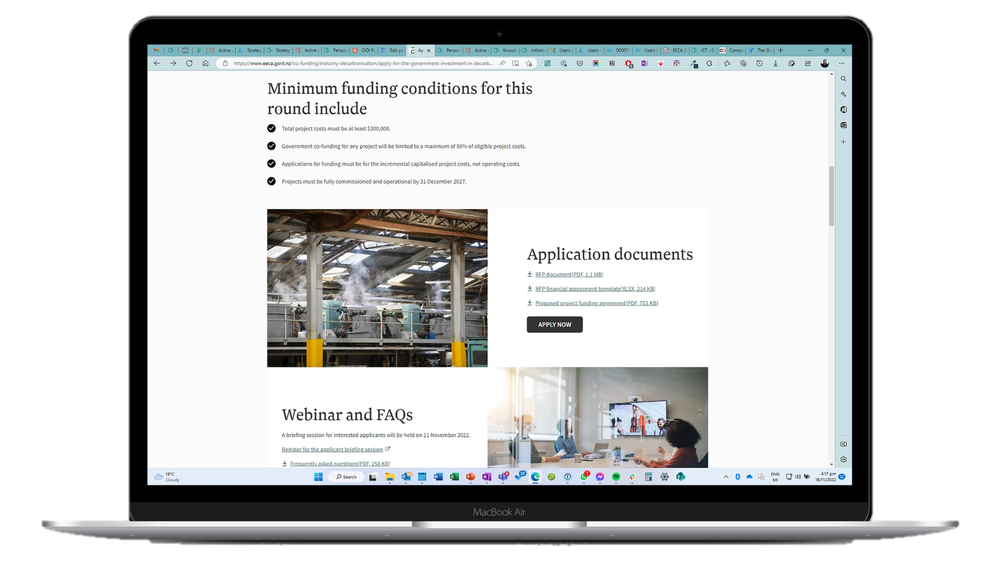 Active
Strateg
Strateg
Active
Person
GIDI Ro
Edit yo
Ap
Person
Active
Knowle
Inform
Users
Users -
000011
Users
EECA
ICT - D
Compa
The Gr
https://www.eeca.govt.nz/co-funding/industry-decarbonisation/apply-for-the-government-investment-in-decarb...
Minimum funding conditions for this
round include
Total project costs must be at least $300,000.
Government co-funding for any project will be limited to a maximum of 50% of eligible project costs.
Applications for funding must be for the incremental capitalised project costs, not operating costs.
Projects must be fully commissioned and operational by 31 December 2027.
Application documents
RFP document[PDF, 1.1 MB]
RFP financial assessment template[XLSX, 214 KB]
Proposed project funding agreement[PDF, 753 KB]
APPLY NOW
Webinar and FAQs
A briefing session for interested applicants will be held on 21 November 2022.
Register for the applicant briefing session
Frequently asked questions[PDF, 250 KB]
19°C
Cloudy
Search
9
20
1
ENG
MI
4:17 pm
18/11/2022
32
MacBook Air